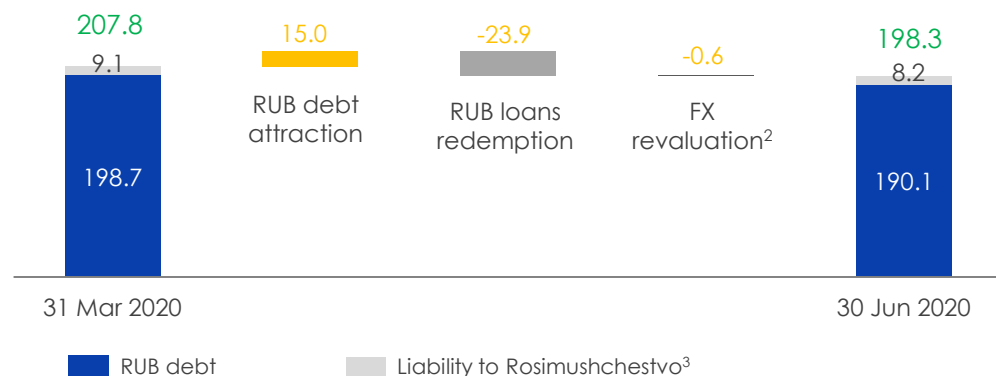 207.8
9.1
198.7
15.0
RUB debt
attraction
-23.9
RUB loans
redemption
-0.6
FX
revaluation²
198.3
8.2
190.1
31 Mar 2020
30 Jun 2020
RUB debt
Liability to Rosimushchestvo³